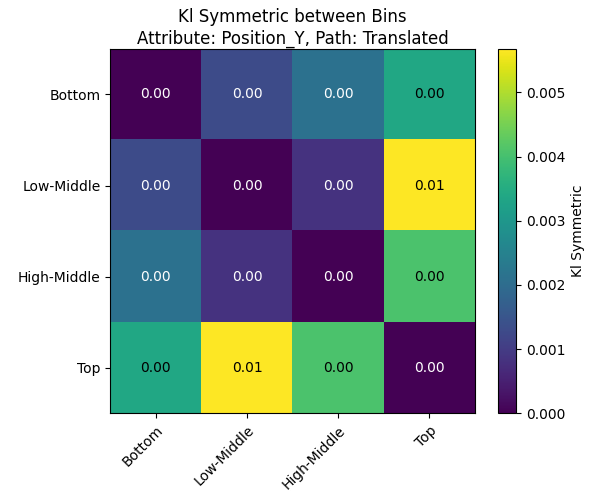 Kl Symmetric between Bins
Attribute: Position_Y, Path: Translated
Bottom 0.00 0.00 0.00 0.00
Low-Middle 0.00 0.00 0.00 0.01
High-Middle 0.00 0.00 0.00 0.00
Top 0.00 0.01 0.00 0.00
Bottom Low-Middle High-Middle Top
0.005
0.004
0.003
0.002
0.001
0.000
Kl Symmetric